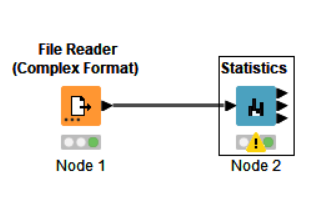 File Reader
(Complex Format)
Statistics
Node 1
Node 2